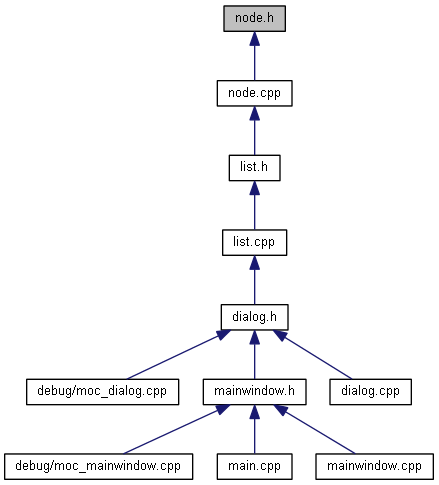 node.h
node.cpp
list.h
list.cpp
dialog.h
debug/moc_dialog.cpp
mainwindow.h
dialog.cpp
debug/moc_mainwindow.cpp
main.cpp
mainwindow.cpp